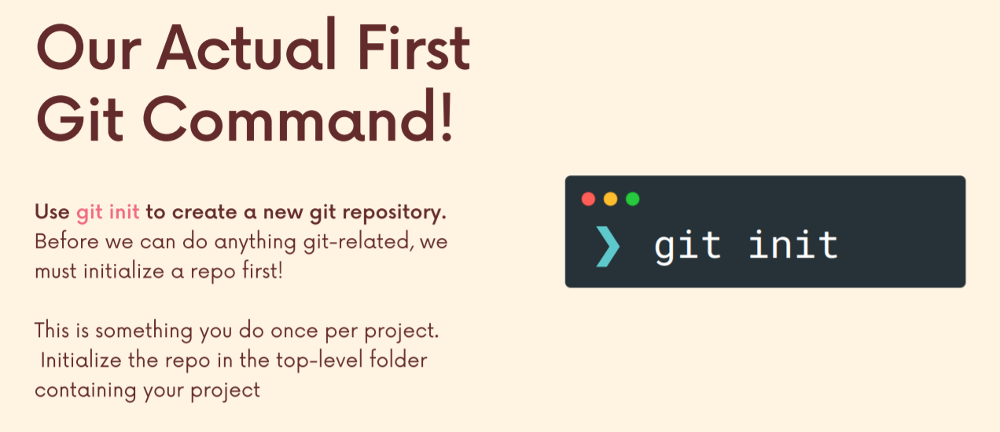 Our Actual First
Git Command!
Use git init to create a new git repository.
Before we can do anything git-related, we
must initialize a repo first!
This is something you do once per project.
Initialize the repo in the top-level folder
containing your project
❯ git init